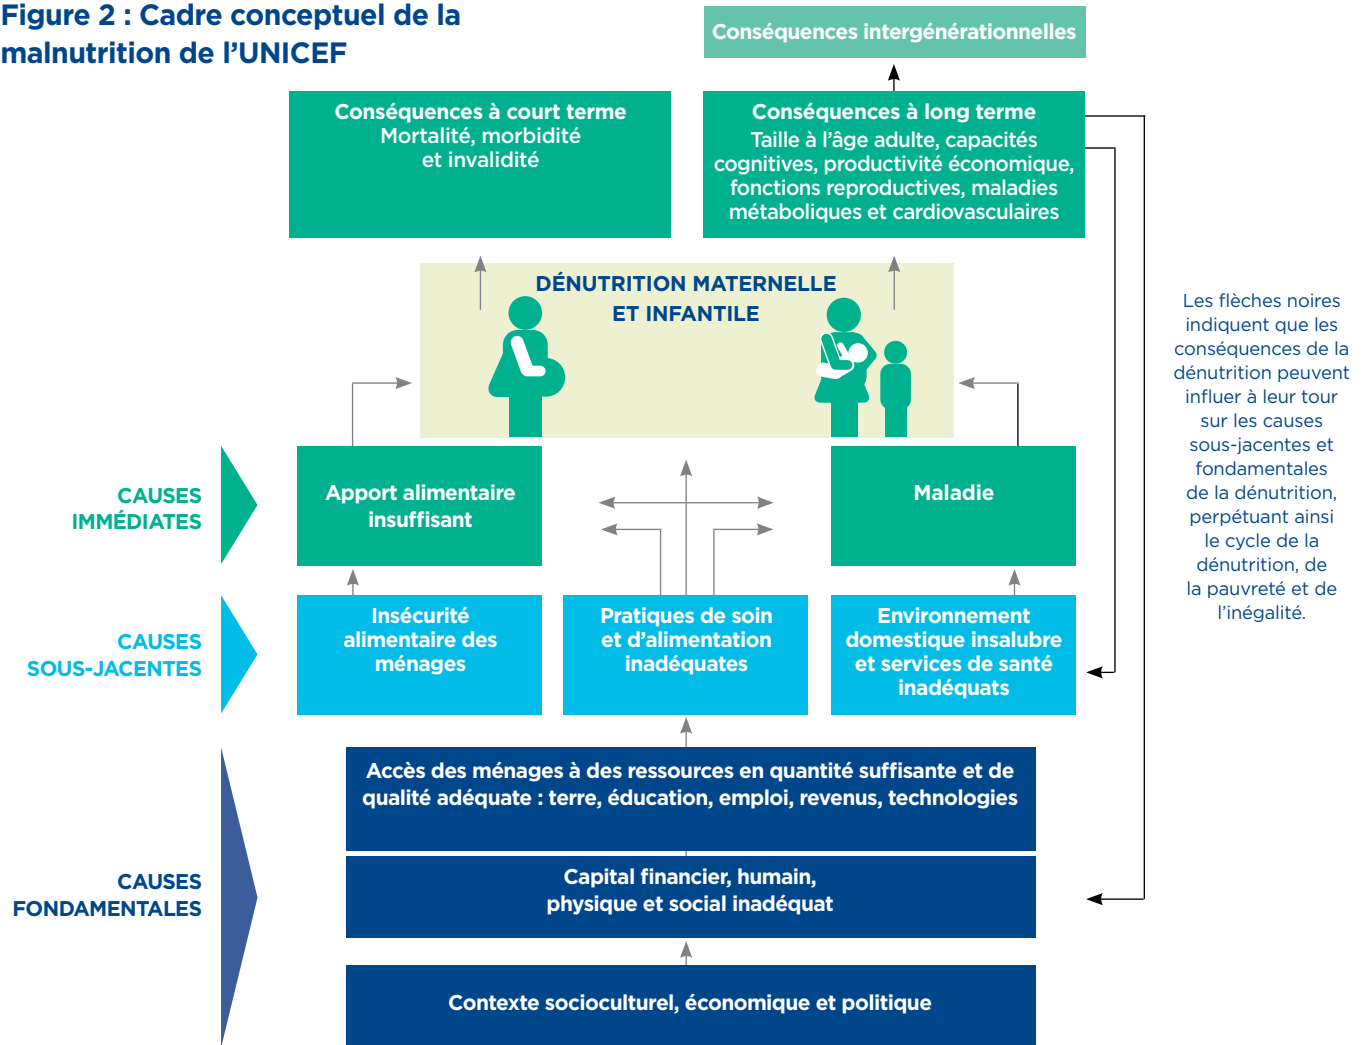 Figure 2 : Cadre conceptuel de la
malnutrition de l’UNICEF
Conséquences intergénérationnelles
Conséquences à court terme
Mortalité, morbidité
et invalidité
Conséquences à long terme
Taille à l’âge adulte, capacités
cognitives, productivité économique,
fonctions reproductives, maladies
métaboliques et cardiovasculaires
DÉNUTRITION MATERNELLE
ET INFANTILE
Les flèches noires
indiquent que les
conséquences de la
dénutrition peuvent
influer à leur tour
sur les causes
sous-jacentes et
fondamentales
de la dénutrition,
perpétuant ainsi
le cycle de la
dénutrition, de
la pauvreté et de
l’inégalité.
CAUSES
IMMÉDIATES
Apport alimentaire
insuffisant
Maladie
CAUSES
SOUS-JACENTES
Insécurité
alimentaire des
ménages
Pratiques de soin
et d’alimentation
inadéquates
Environnement
domestique insalubre
et services de santé
inadéquats
CAUSES
FONDAMENTALES
Accès des ménages à des ressources en quantité suffisante et de
qualité adéquate : terre, éducation, emploi, revenus, technologies
Capital financier, humain,
physique et social inadéquat
Contexte socioculturel, économique et politique